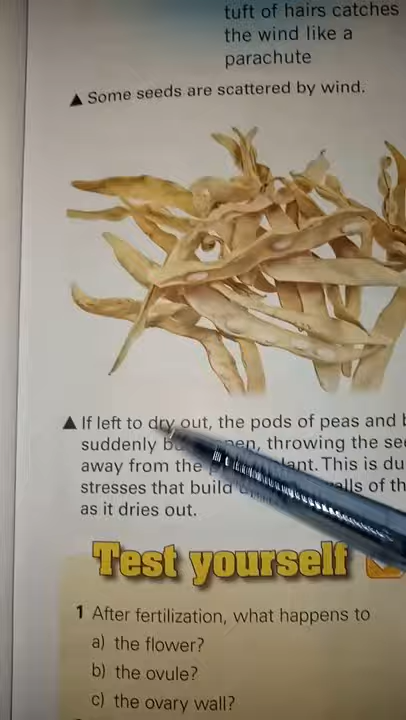 tuft of hairs catches
the wind like a
parachute
▲ Some seeds are scattered by wind.
▲ If left to dry out, the pods of peas and
suddenly open, throwing the
away from the This is
stresses that build of
as it dries out.
Test yourself
1 After fertilization, what happens to
a) the flower?
b) the ovule?
c) the ovary wall?